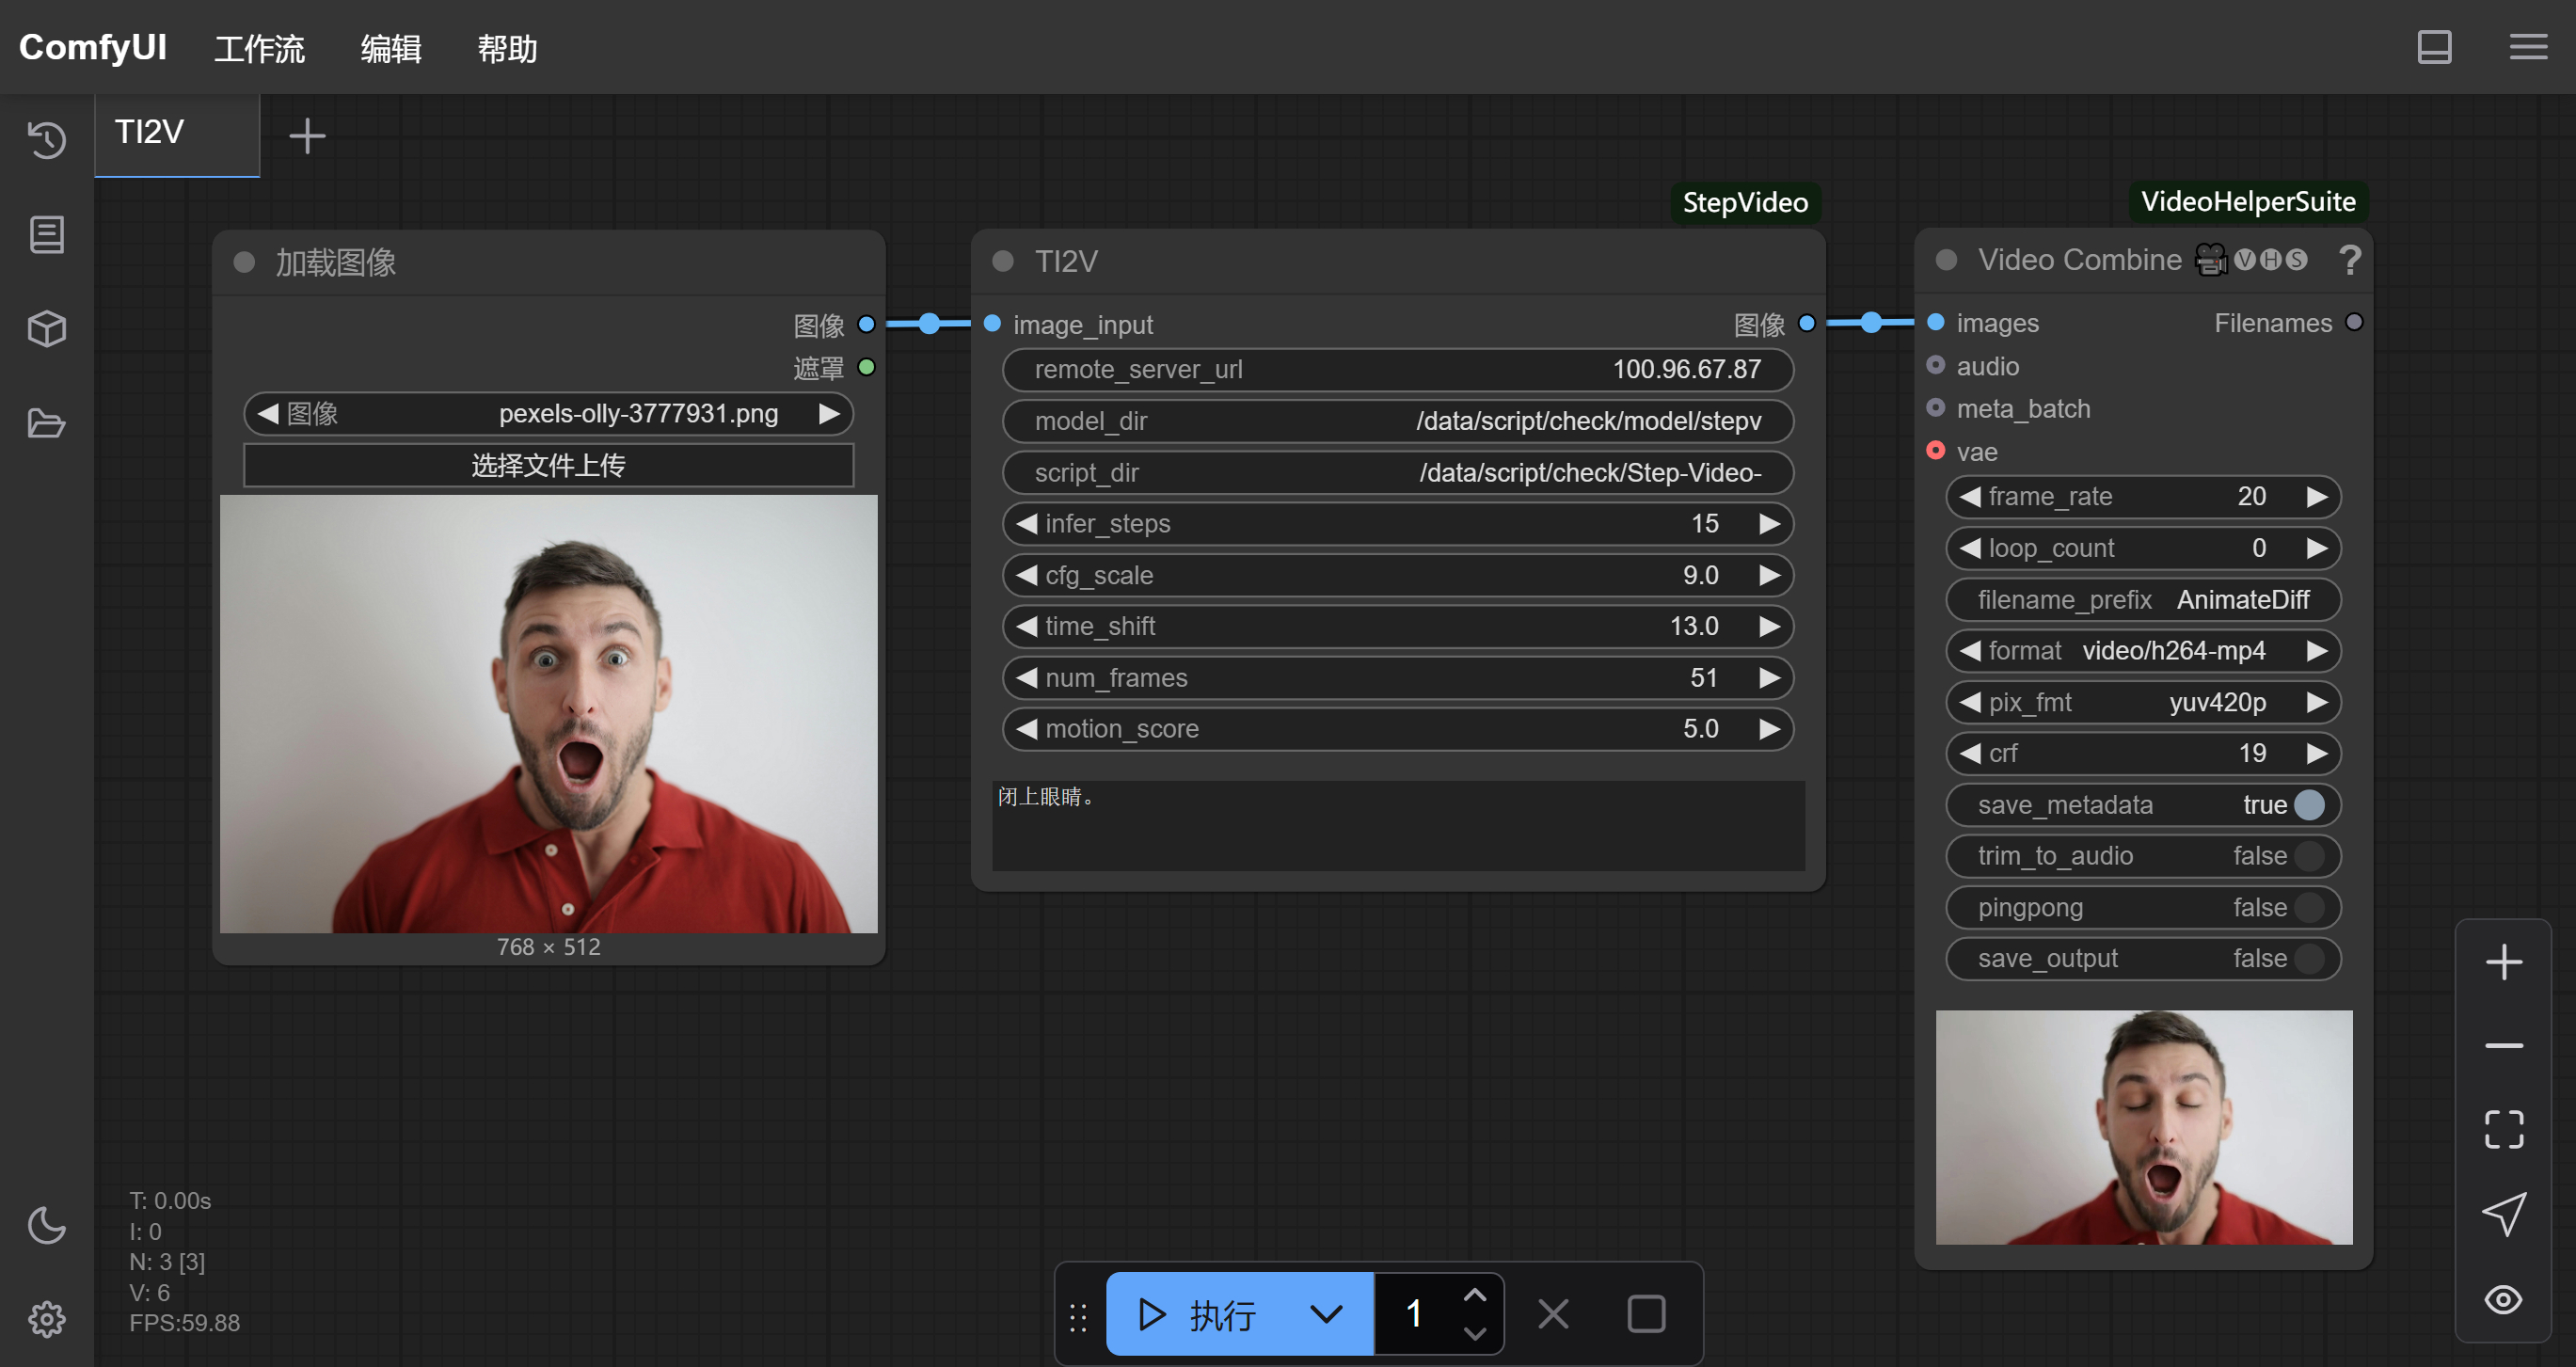 ComfyUI 工作流 编辑 帮助
TI2V
StepVideo
VideoHelperSuite
加载图像
图像
遮罩
图像 pexels-olly-3777931.png
选择文件上传
768 × 512
TI2V
image_input 图像
remote_server_url 100.96.67.87
model_dir /data/script/check/model/stepv
script_dir /data/script/check/Step-Video-
infer_steps 15
cfg_scale 9.0
time_shift 13.0
num_frames 51
motion_score 5.0
闭上眼睛。
Video Combine 🎥🅥🅗🅢 ?
images Filenames
audio
meta_batch
vae
frame_rate 20
loop_count 0
filename_prefix AnimateDiff
format video/h264-mp4
pix_fmt yuv420p
crf 19
save_metadata true
trim_to_audio false
pingpong false
save_output false
T: 0.00s
I: 0
N: 3 [3]
V: 6
FPS:59.88
执行 1